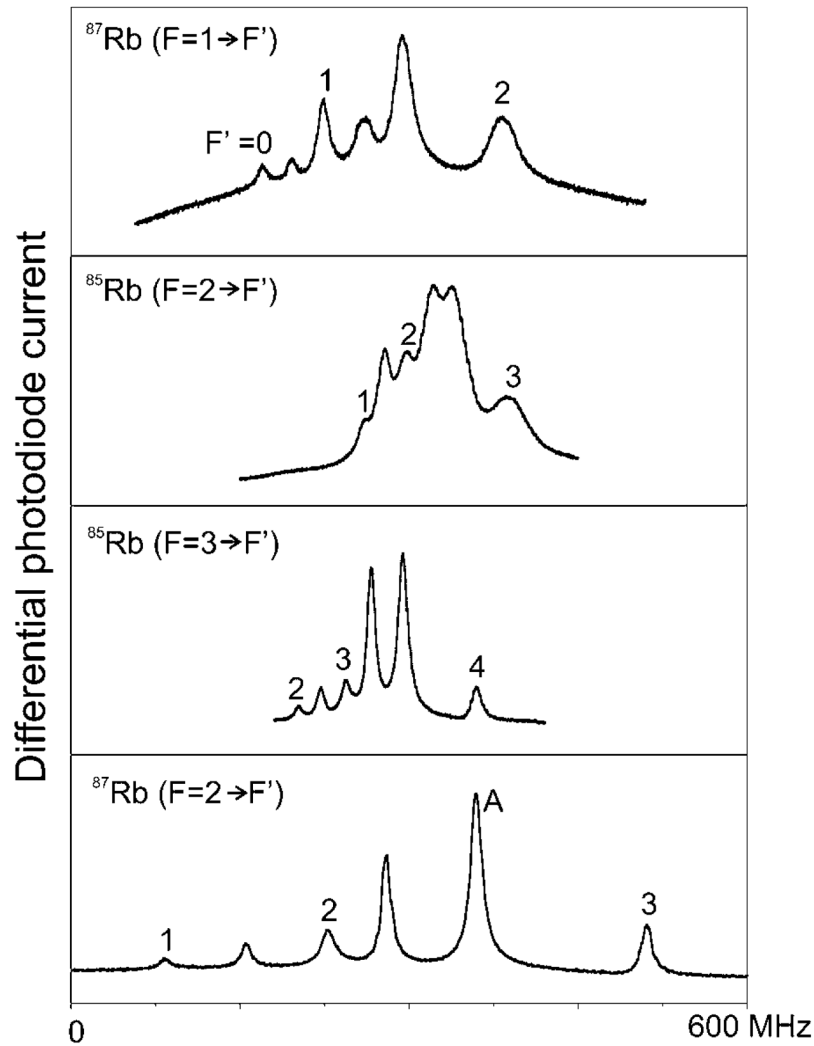 Differential photodiode current
⁸⁷Rb (F=1→F’)
F’ =0
1
2
⁸⁵Rb (F=2→F’)
1
2
3
⁸⁵Rb (F=3→F’)
2
3
4
⁸⁷Rb (F=2→F’)
1
2
A
3
0
600 MHz